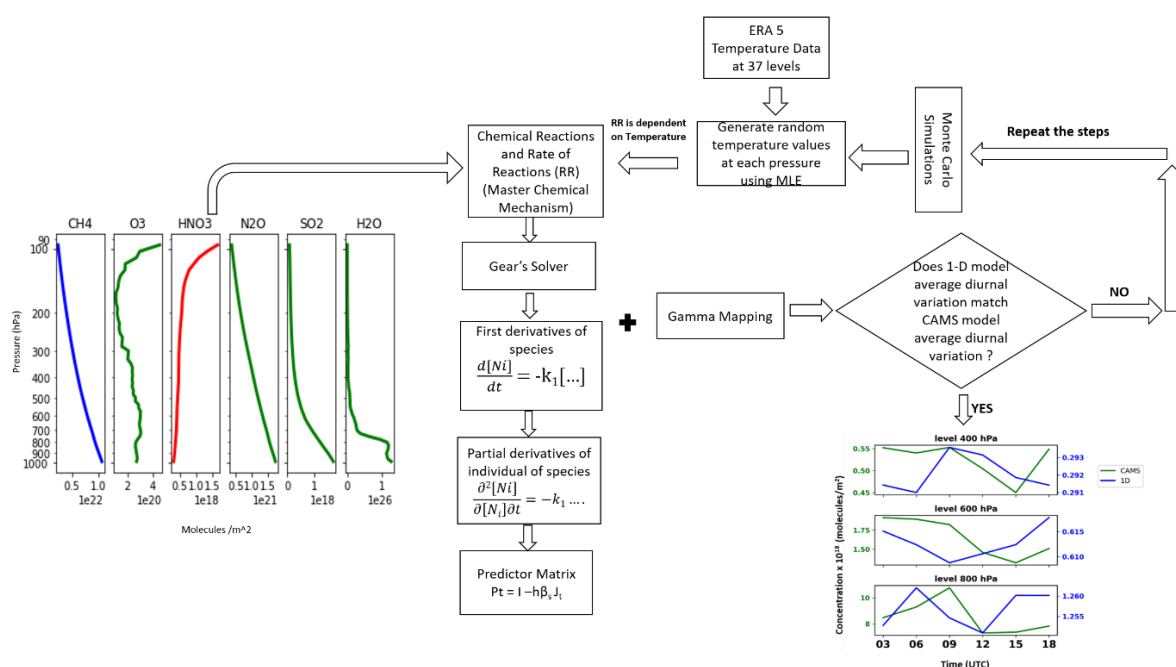 ERA 5
Temperature Data
at 37 levels
Generate random
temperature values
at each pressure
using MLE
RR is dependent
on Temperature
Monte Carlo
Simulations
Repeat the steps
Chemical Reactions
and Rate of
Reactions (RR)
(Master Chemical
Mechanism)
Gear's Solver
First derivatives of
species
d[Ni]/dt = -k₁[...]
Partial derivatives of
individual of species
∂²[Ni]/∂[Nᵢ]∂t = −k₁ ....
Predictor Matrix
Pt = I −hβₛ Jₜ
+
Gamma Mapping
Does 1-D model
average diurnal
variation match
CAMS model
average diurnal
variation ?
NO
YES
CH4 O3 HNO3 N2O SO2 H2O
Pressure (hPa)
90
100
200
300
400
500
600
700
800
900
1000
0.5 1.0
1e22
2 4
1e20
0.5 1.0 1.5
1e18
0.5 1.0 1.5
1e21
0 1
1e18
0 1
1e26
Molecules /m^2
level 400 hPa
0.55
0.50
0.45
0.293
0.292
0.291
CAMS
1D
level 600 hPa
1.75
1.50
0.615
0.610
level 800 hPa
10
8
1.260
1.255
Concentration x 10¹⁸ (molecules/m²)
03 06 09 12 15 18
Time (UTC)